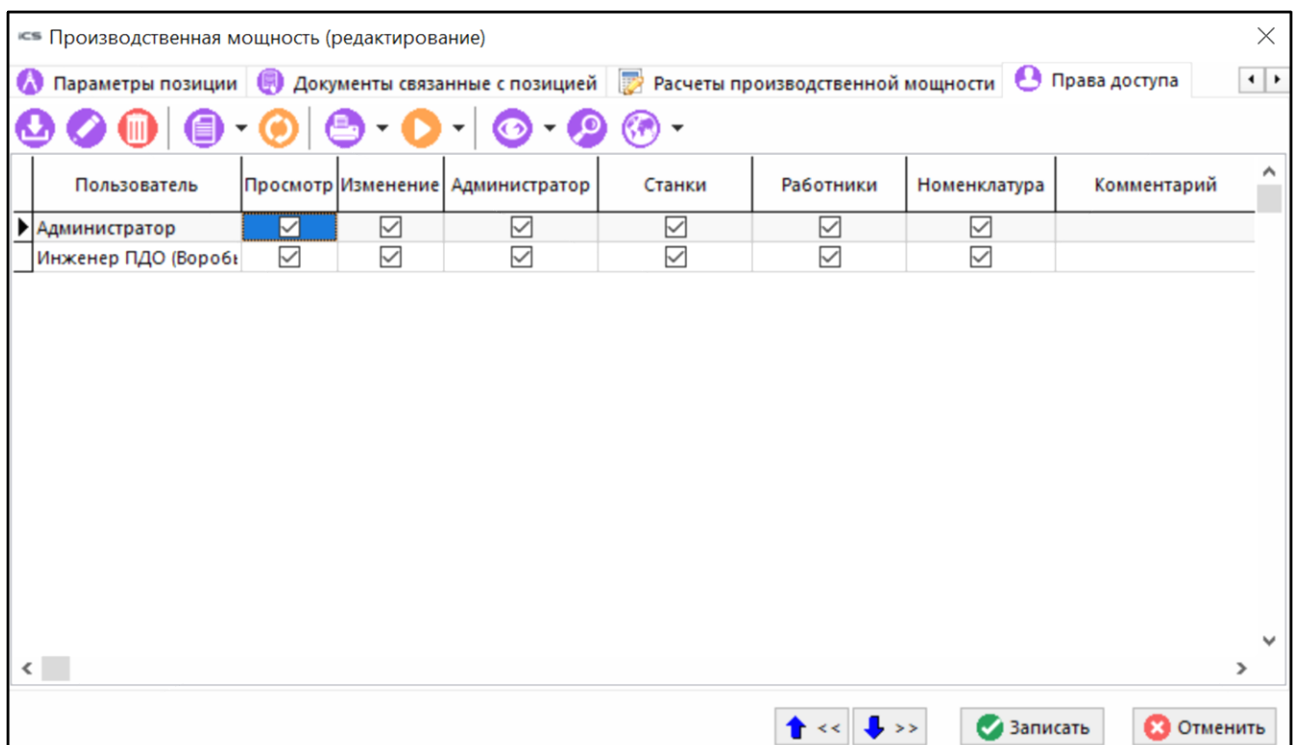 iCS Производственная мощность (редактирование)
Параметры позиции Документы связанные с позицией Расчеты производственной мощности Права доступа
Пользователь Просмотр Изменение Администратор Станки Работники Номенклатура Комментарий
Администратор
Инженер ПДО (Воробь
<< >> Записать Отменить